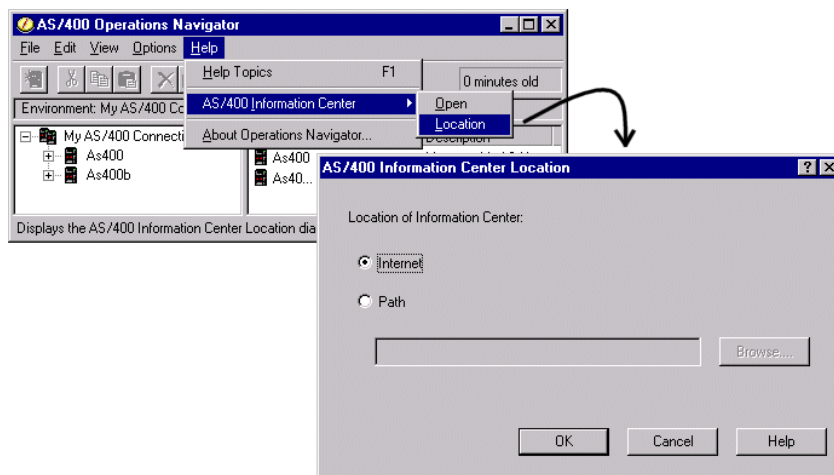 AS/400 Operations Navigator
File Edit View Options Help
Help Topics F1
0 minutes old
AS/400 Information Center
Open
Environment: My AS/400 Co
Location
About Operations Navigator...
My AS/400 Connecti
Description
As400
As400
As400b
As40...
Displays the AS/400 Information Center Location dia
AS/400 Information Center Location
Location of Information Center:
Internet
Path
Browse....
OK Cancel Help